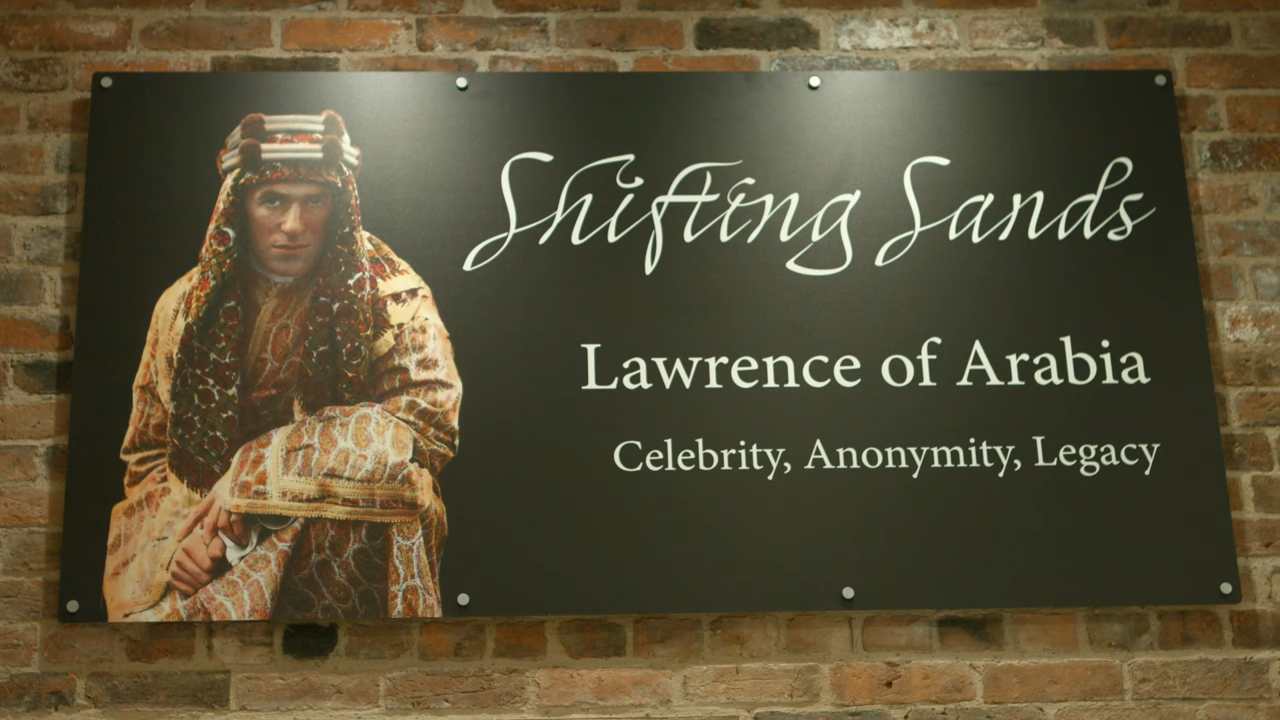 Shifting Sands
Lawrence of Arabia
Celebrity, Anonymity, Legacy